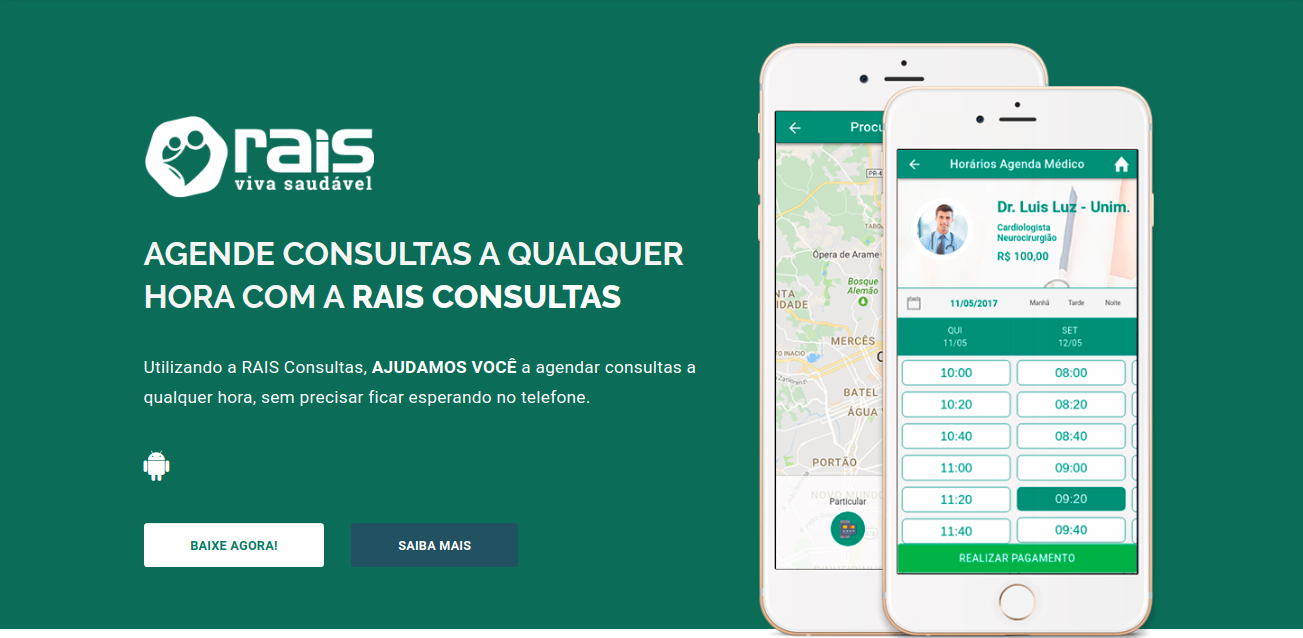 rais
viva saudável
AGENDE CONSULTAS A QUALQUER
HORA COM A RAIS CONSULTAS
Utilizando a RAIS Consultas, AJUDAMOS VOCÊ a agendar consultas a
qualquer hora, sem precisar ficar esperando no telefone.
BAIXE AGORA!
SAIBA MAIS
Procu
Ópera de Arame
Bosque
Alemão
NTA
IDADE
MERCÊS
BATEL
ÁGUA
PORTÃO
NOVO MUNDO
Particular
Horários Agenda Médico
Dr. Luis Luz - Unim.
Cardiologista
Neurocirurgião
R$ 100,00
11/05/2017 Manhã Tarde Noite
QUI SET
11/05 12/05
10:00 08:00
10:20 08:20
10:40 08:40
11:00 09:00
11:20 09:20
11:40 09:40
REALIZAR PAGAMENTO